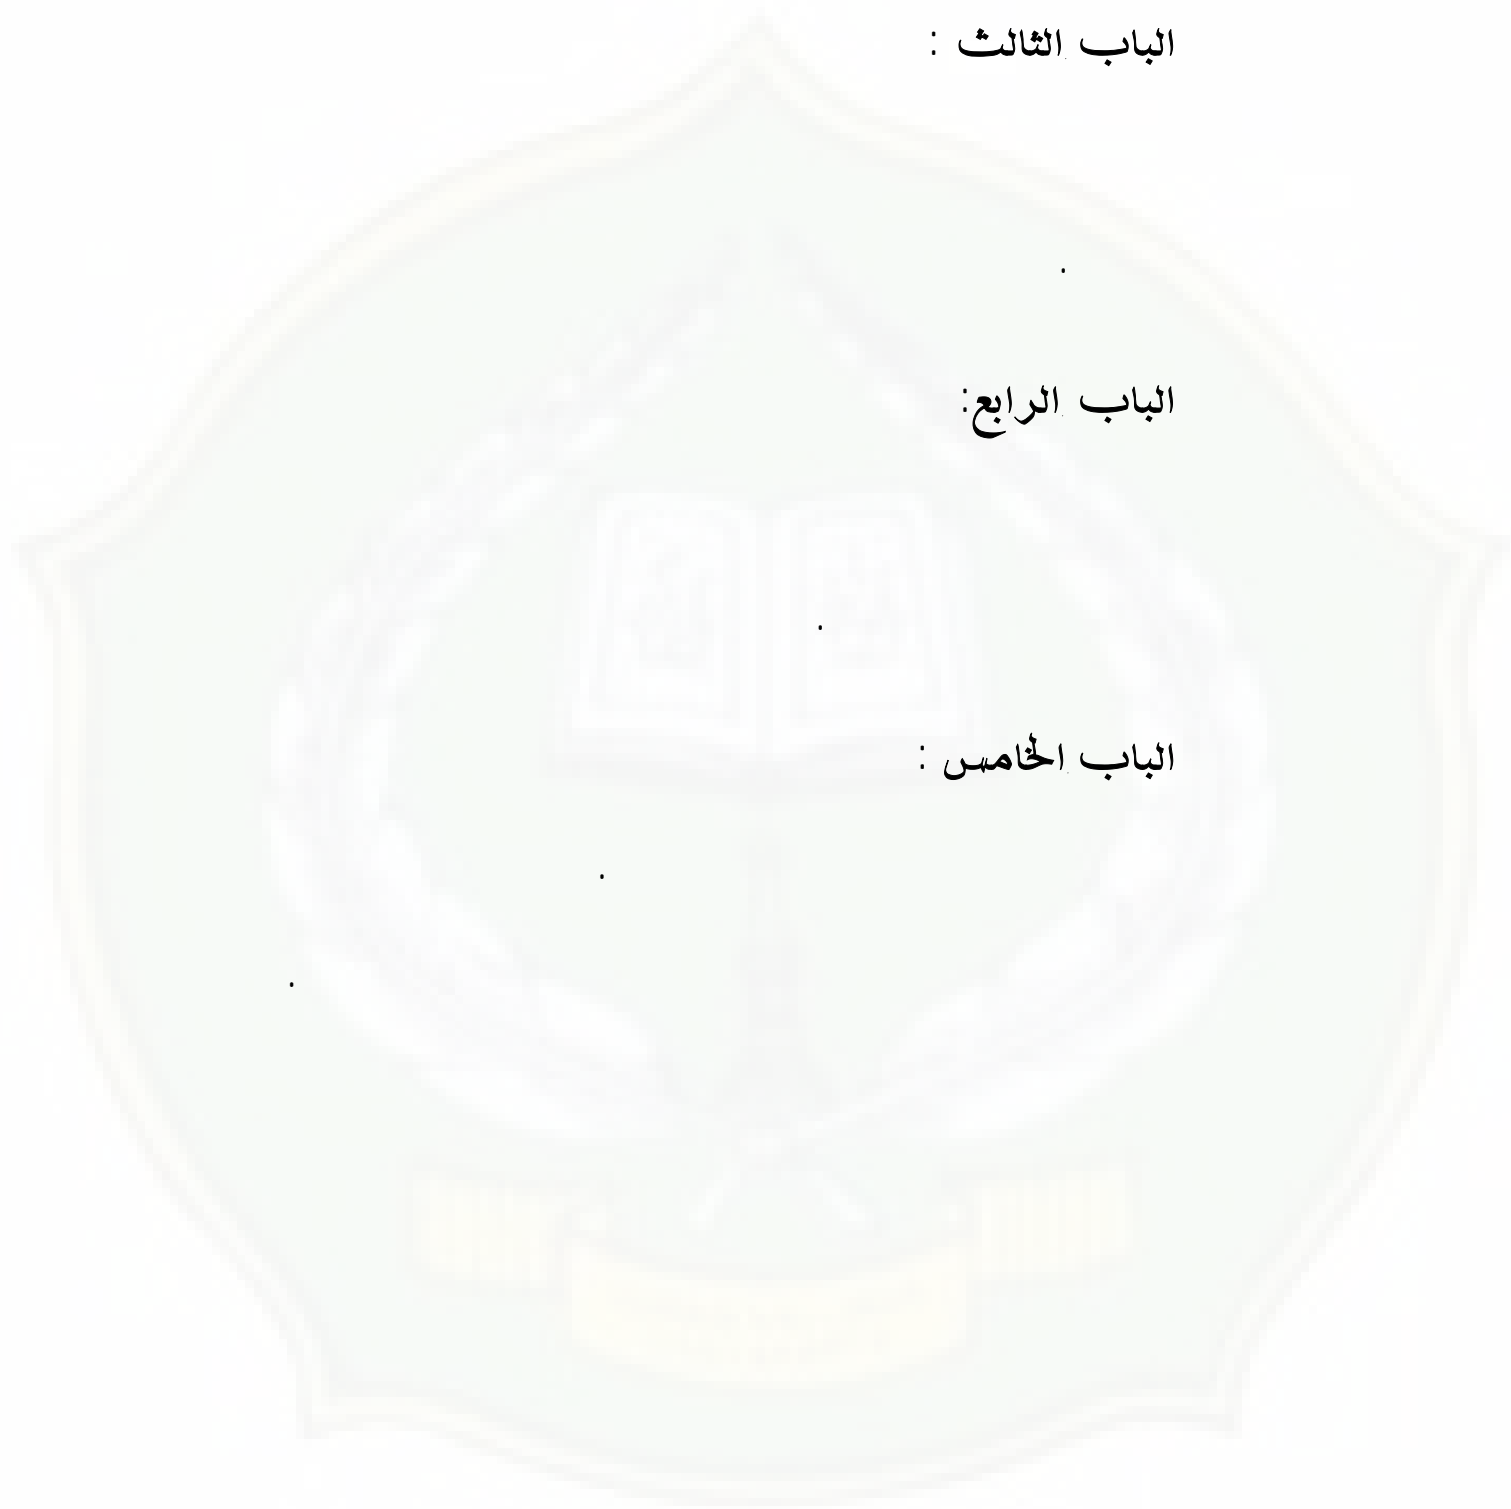 الباب الثالث :
.
الباب الرابع:
.
الباب الخامس :
.
.